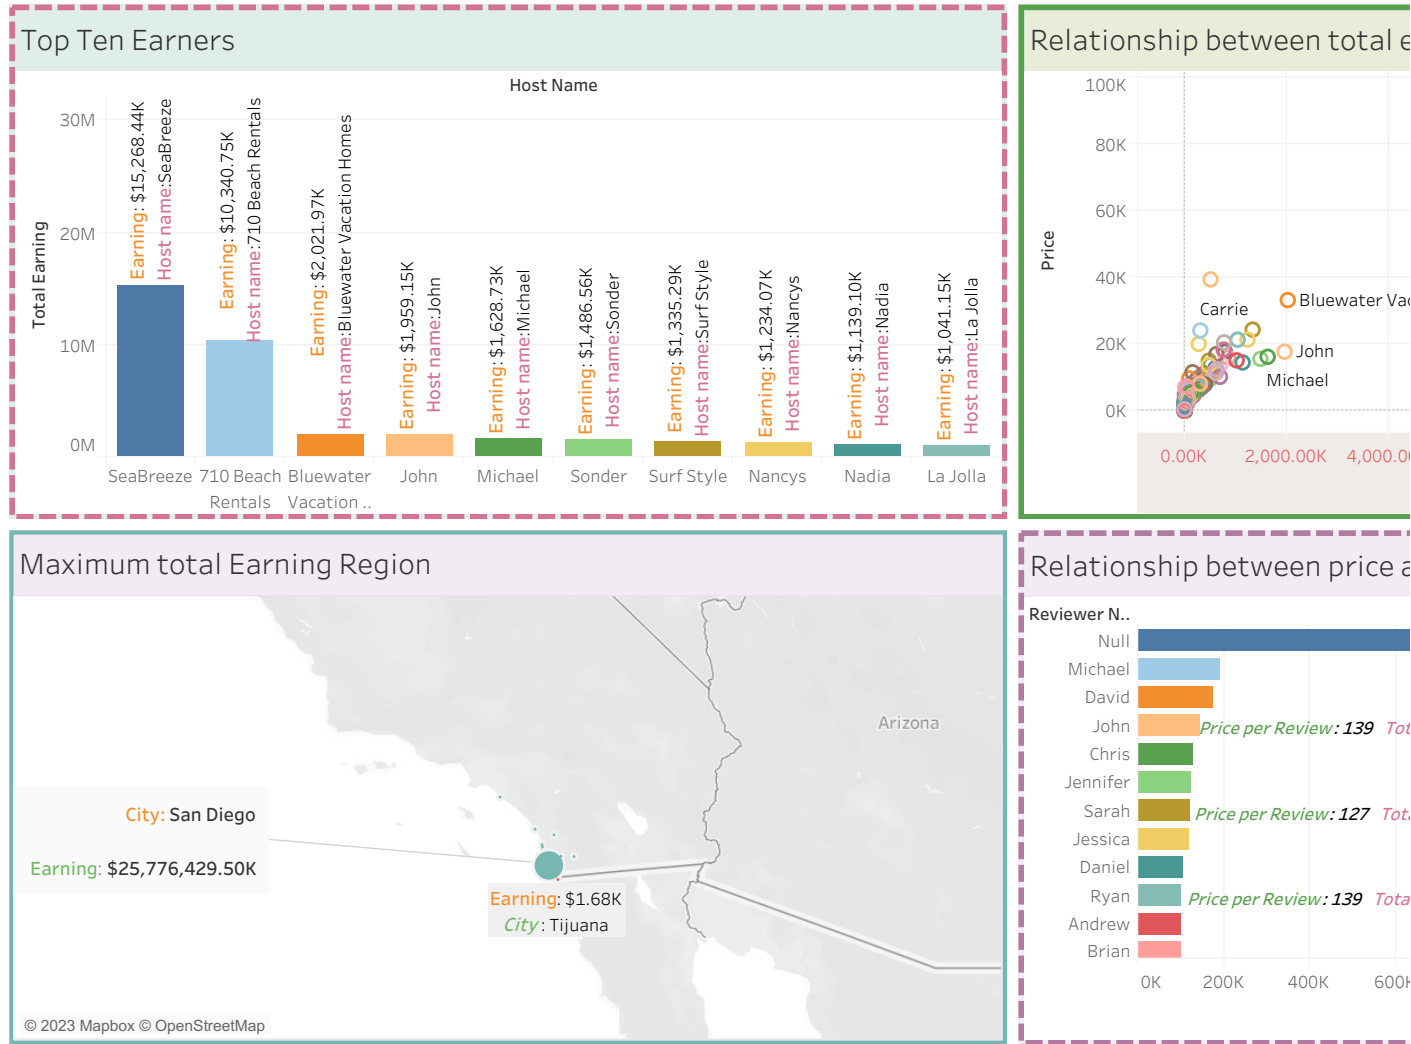 Top Ten Earners
Host Name
Total Earning
30M
20M
10M
0M
Earning: $15,268.44K
Host name:SeaBreeze
Earning: $10,340.75K
Host name:710 Beach Rentals
Earning: $2,021.97K
Host name:Bluewater Vacation Homes
Earning: $1,959.15K
Host name:John
Earning: $1,628.73K
Host name:Michael
Earning: $1,486.56K
Host name:Sonder
Earning: $1,335.29K
Host name:Surf Style
Earning: $1,234.07K
Host name:Nancys
Earning: $1,139.10K
Host name:Nadia
Earning: $1,041.15K
Host name:La Jolla
SeaBreeze
710 Beach
Rentals
Bluewater
Vacation ..
John
Michael
Sonder
Surf Style
Nancys
Nadia
La Jolla
Relationship between total e
Price
100K
80K
60K
40K
20K
0K
Carrie
Bluewater Vac
John
Michael
0.00K
2,000.00K
4,000.00
Maximum total Earning Region
Arizona
City: San Diego
Earning: $25,776,429.50K
Earning: $1.68K
City : Tijuana
© 2023 Mapbox © OpenStreetMap
Relationship between price a
Reviewer N..
Null
Michael
David
John
Price per Review: 139 Tot
Chris
Jennifer
Sarah
Price per Review: 127 Tota
Jessica
Daniel
Ryan
Price per Review: 139 Tota
Andrew
Brian
0K
200K
400K
600K